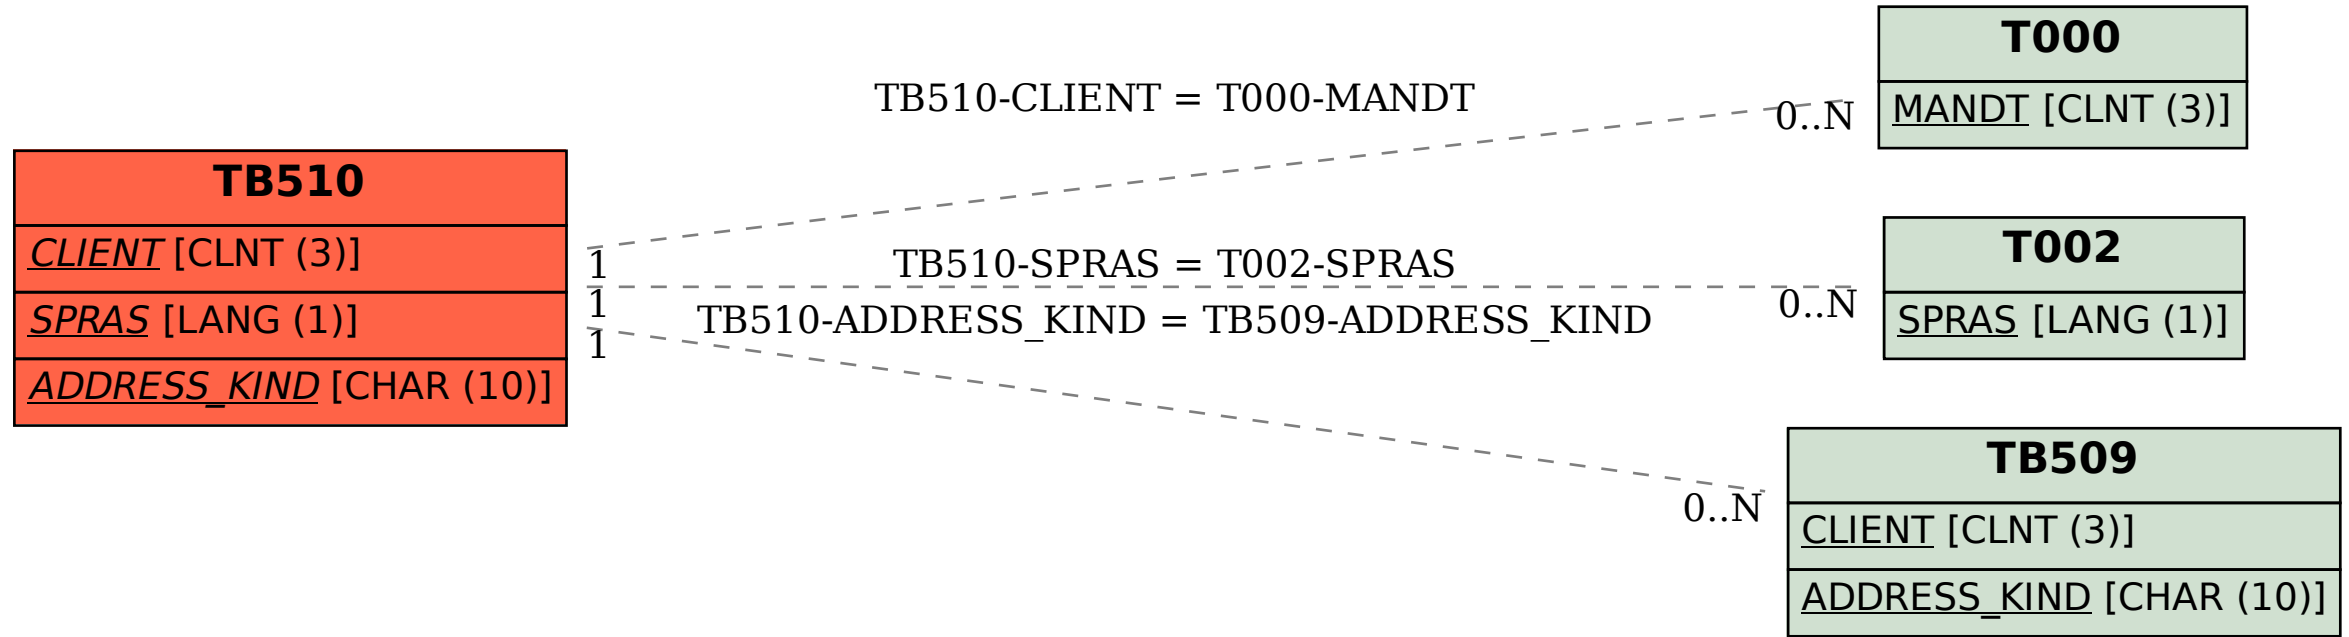 TB510
CLIENT [CLNT (3)]
SPRAS [LANG (1)]
ADDRESS_KIND [CHAR (10)]
TB510-CLIENT = T000-MANDT
1
0..N
TB510-SPRAS = T002-SPRAS
1
0..N
TB510-ADDRESS_KIND = TB509-ADDRESS_KIND
1
0..N
T000
MANDT [CLNT (3)]
T002
SPRAS [LANG (1)]
TB509
CLIENT [CLNT (3)]
ADDRESS_KIND [CHAR (10)]